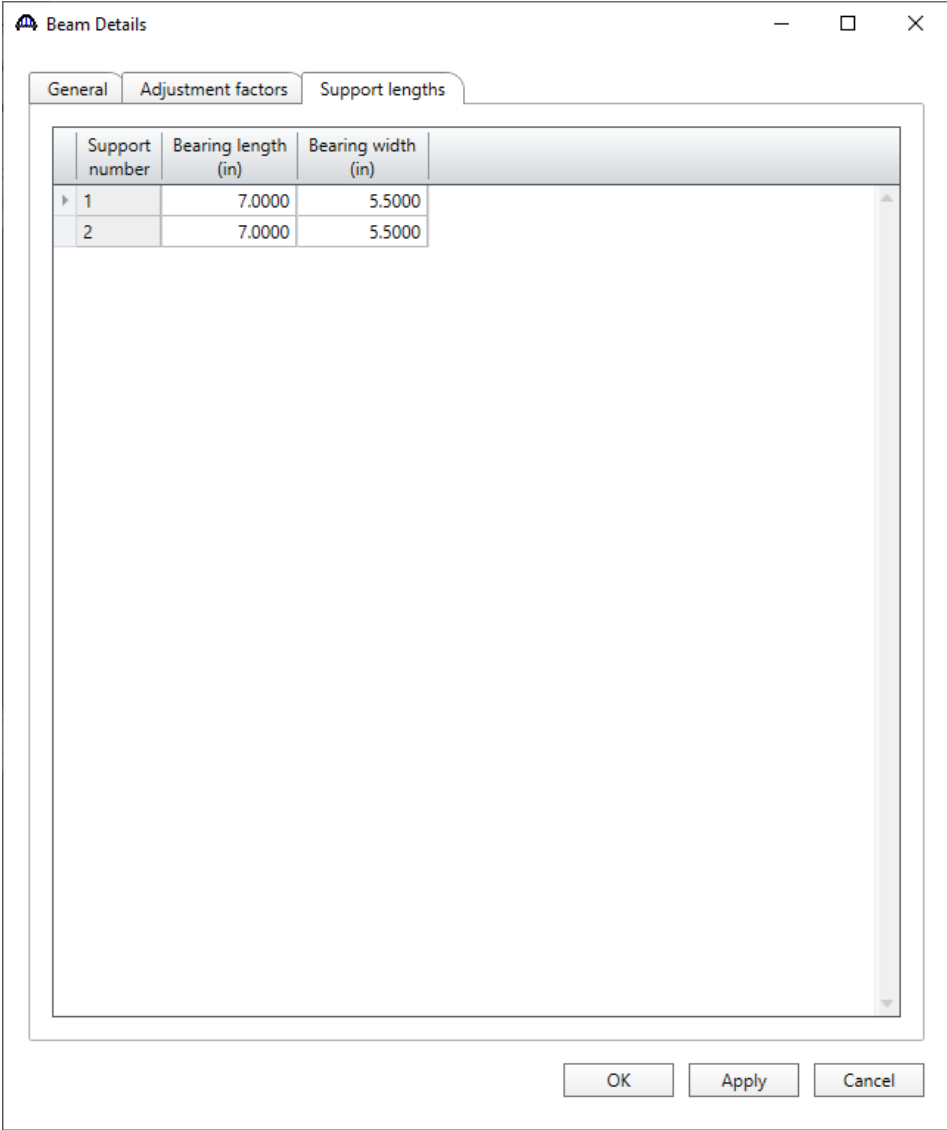 Beam Details
General Adjustment factors Support lengths
Support number Bearing length (in) Bearing width (in)
1 7.0000 5.5000
2 7.0000 5.5000
OK Apply Cancel